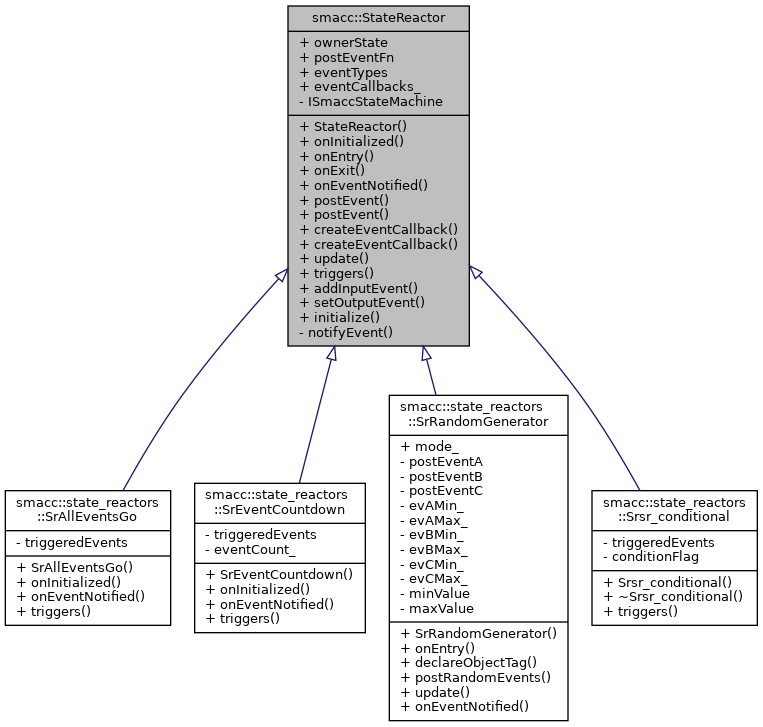 smacc::StateReactor
+ ownerState
+ postEventFn
+ eventTypes
+ eventCallbacks_
- ISmaccStateMachine
+ StateReactor()
+ onInitialized()
+ onEntry()
+ onExit()
+ onEventNotified()
+ postEvent()
+ postEvent()
+ createEventCallback()
+ createEventCallback()
+ update()
+ triggers()
+ addInputEvent()
+ setOutputEvent()
+ initialize()
- notifyEvent()
smacc::state_reactors
::SrAllEventsGo
- triggeredEvents
+ SrAllEventsGo()
+ onInitialized()
+ onEventNotified()
+ triggers()
smacc::state_reactors
::SrEventCountdown
- triggeredEvents
- eventCount_
+ SrEventCountdown()
+ onInitialized()
+ onEventNotified()
+ triggers()
smacc::state_reactors
::SrRandomGenerator
+ mode_
- postEventA
- postEventB
- postEventC
- evAMin_
- evAMax_
- evBMin_
- evBMax_
- evCMin_
- evCMax_
- minValue
- maxValue
+ SrRandomGenerator()
+ onEntry()
+ declareObjectTag()
+ postRandomEvents()
+ update()
+ onEventNotified()
smacc::state_reactors
::Srsr_conditional
- triggeredEvents
- conditionFlag
+ Srsr_conditional()
+ ~Srsr_conditional()
+ triggers()